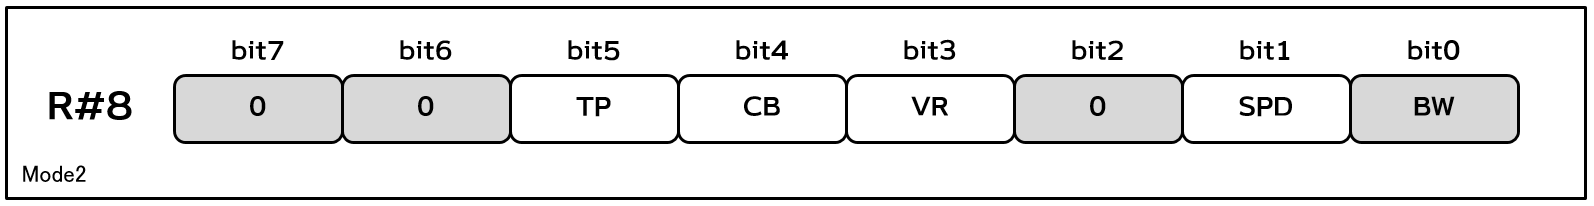 bit7 bit6 bit5 bit4 bit3 bit2 bit1 bit0
R#8 0 0 TP CB VR 0 SPD BW
Mode2